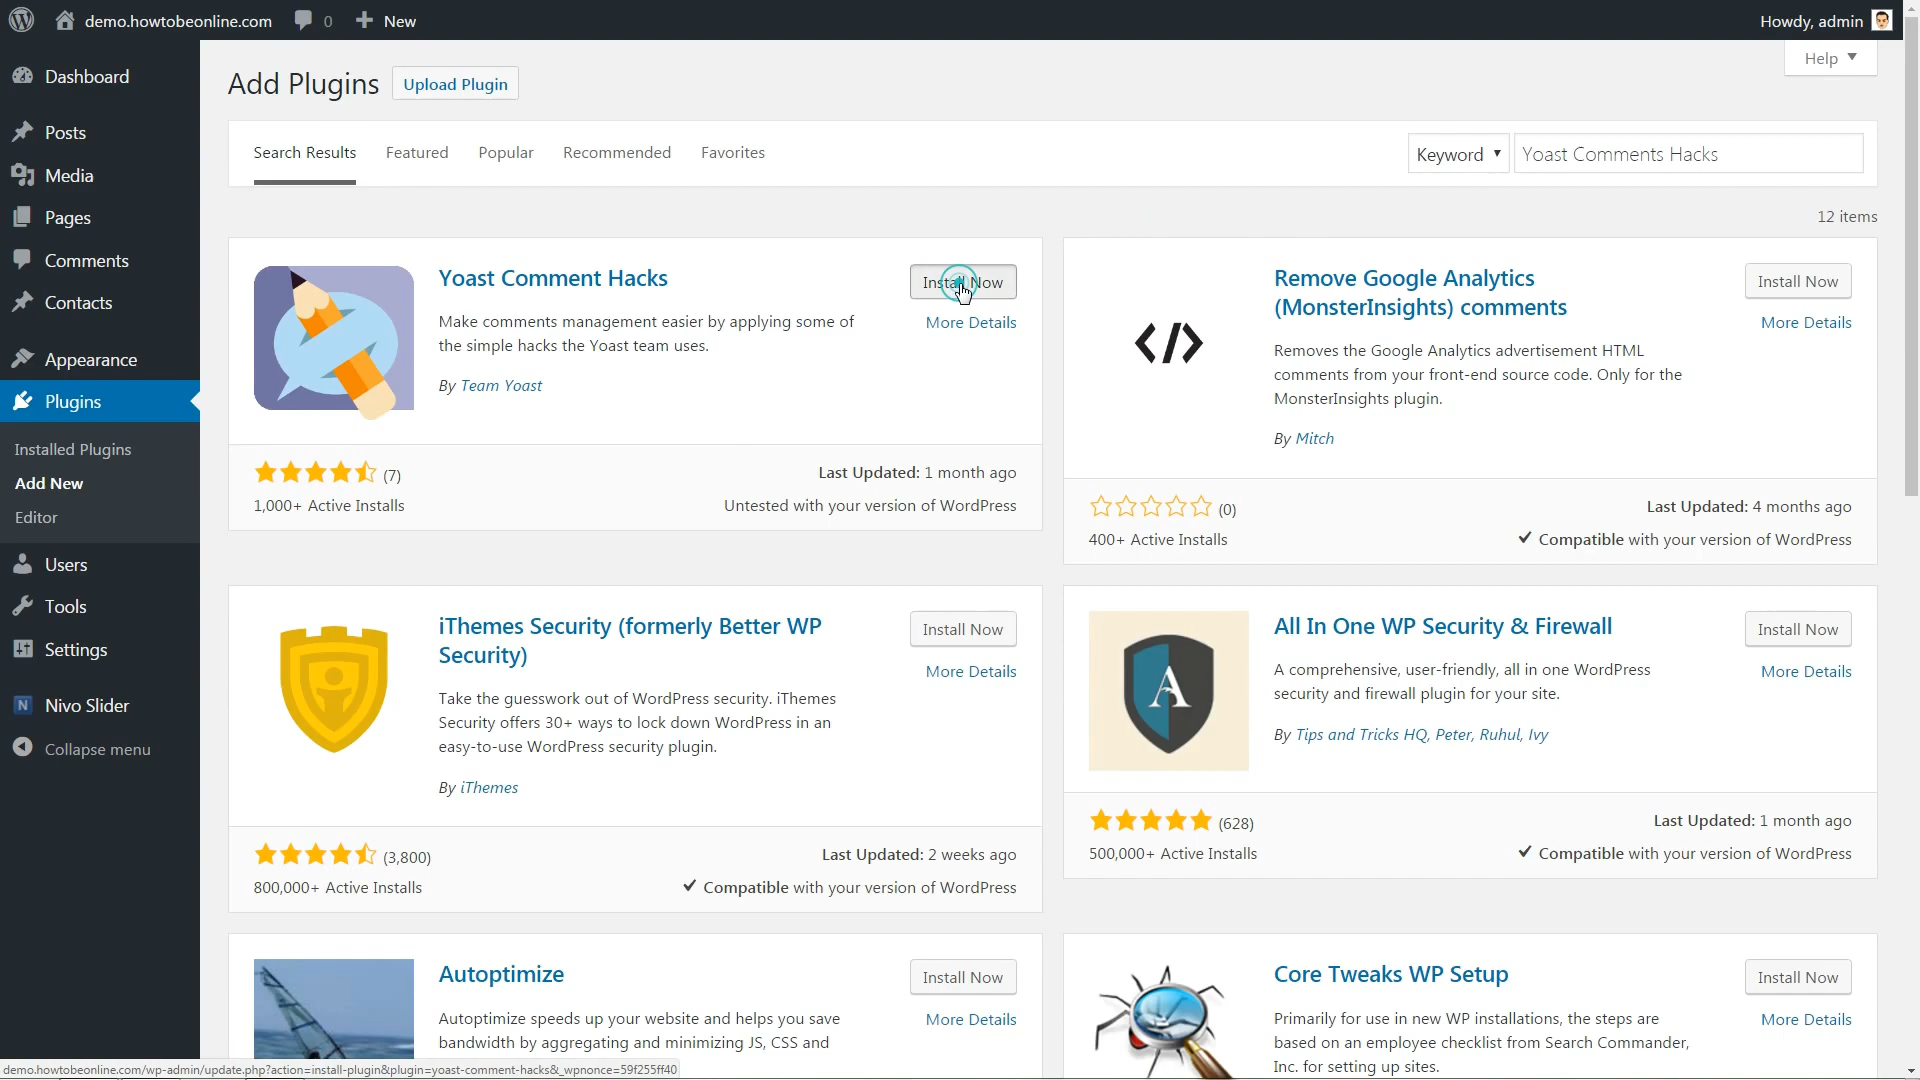 demo.howtobeonline.com
0
New
Howdy, admin
Help
Dashboard
Posts
Media
Pages
Comments
Contacts
Appearance
Plugins
Installed Plugins
Add New
Editor
Users
Tools
Settings
Nivo Slider
Collapse menu
Add Plugins
Upload Plugin
Search Results
Featured
Popular
Recommended
Favorites
Keyword
Yoast Comments Hacks
12 items
Yoast Comment Hacks
Install Now
More Details
Make comments management easier by applying some of
the simple hacks the Yoast team uses.
By Team Yoast
(7)
Last Updated: 1 month ago
1,000+ Active Installs
Untested with your version of WordPress
Remove Google Analytics
(MonsterInsights) comments
Install Now
More Details
Removes the Google Analytics advertisement HTML
comments from your front-end source code. Only for the
MonsterInsights plugin.
By Mitch
(0)
Last Updated: 4 months ago
400+ Active Installs
Compatible with your version of WordPress
iThemes Security (formerly Better WP
Security)
Install Now
More Details
Take the guesswork out of WordPress security. iThemes
Security offers 30+ ways to lock down WordPress in an
easy-to-use WordPress security plugin.
By iThemes
(3,800)
Last Updated: 2 weeks ago
800,000+ Active Installs
Compatible with your version of WordPress
All In One WP Security & Firewall
Install Now
More Details
A comprehensive, user-friendly, all in one WordPress
security and firewall plugin for your site.
By Tips and Tricks HQ, Peter, Ruhul, Ivy
A
(628)
Last Updated: 1 month ago
500,000+ Active Installs
Compatible with your version of WordPress
Autoptimize
Install Now
More Details
Autoptimize speeds up your website and helps you save
bandwidth by aggregating and minimizing JS, CSS and
Core Tweaks WP Setup
Install Now
More Details
Primarily for use in new WP installations, the steps are
based on an employee checklist from Search Commander,
Inc. for setting up sites.
demo.howtobeonline.com/wp-admin/update.php?action=install-plugin&plugin=yoast-comment-hacks&_wpnonce=59f255ff40